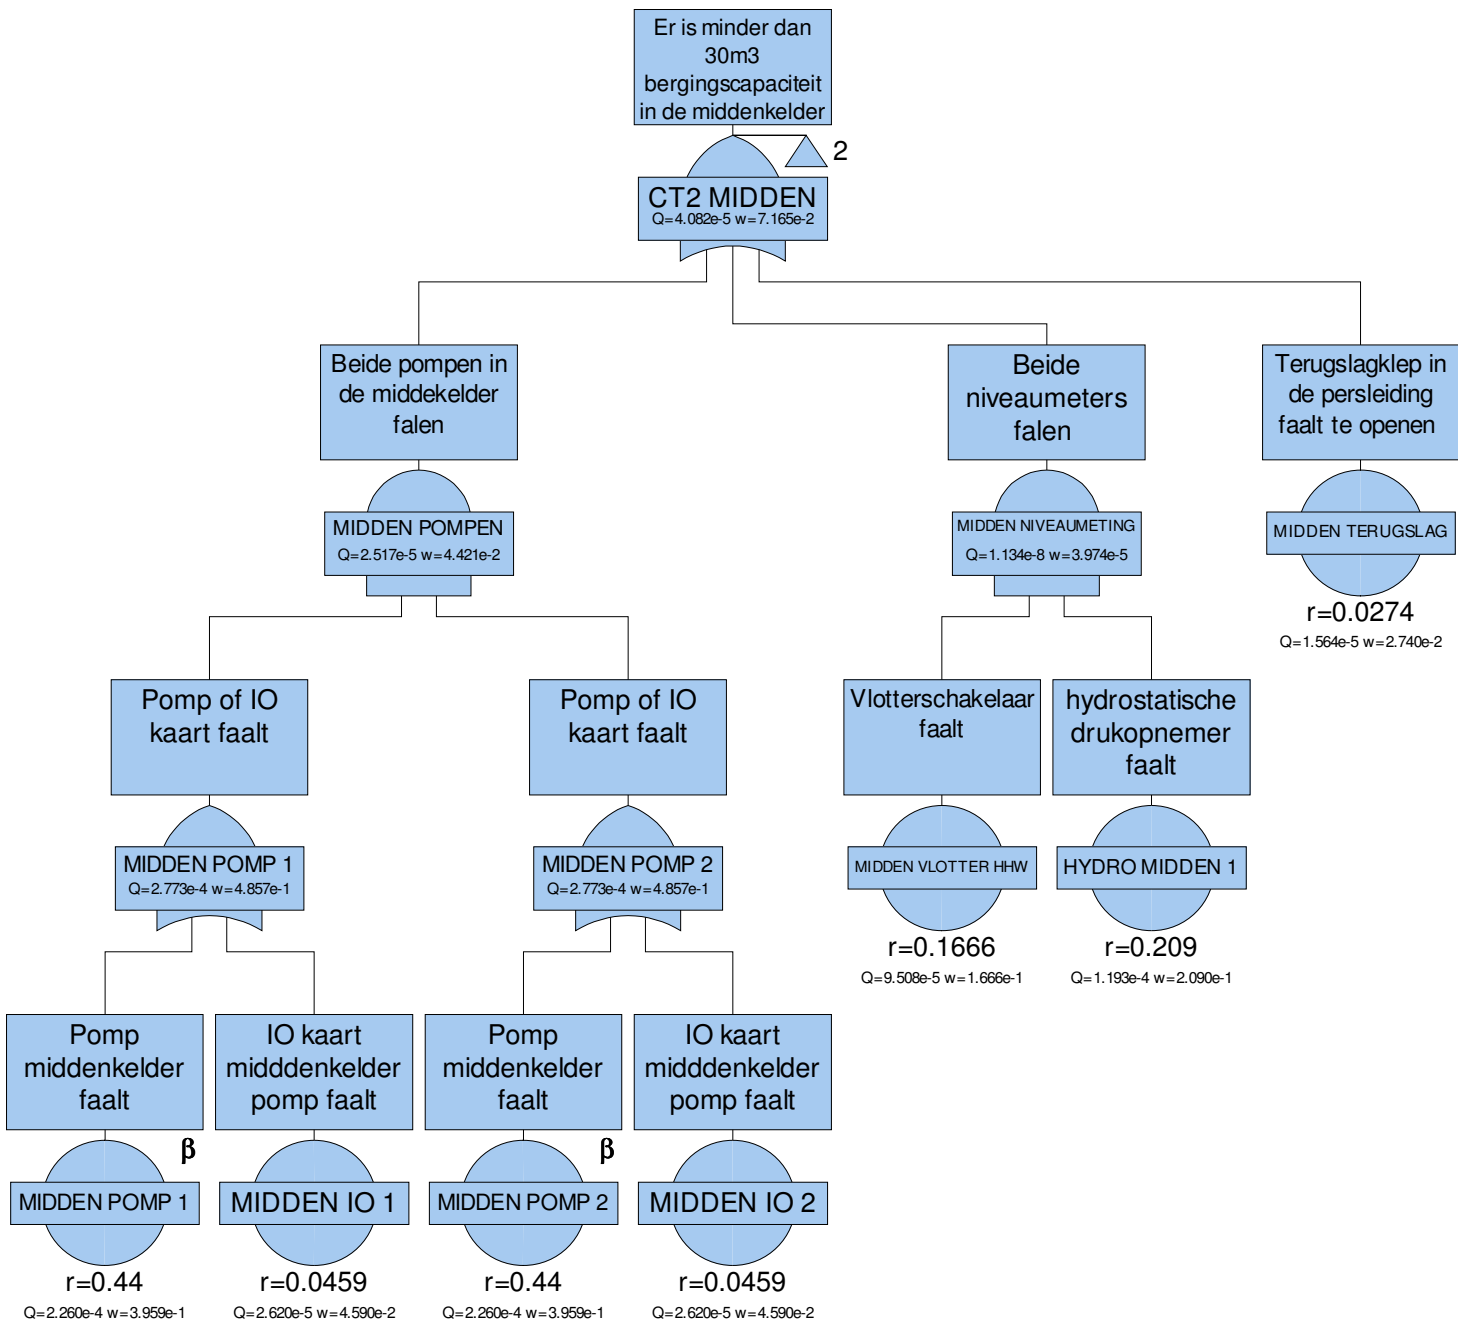 Er is minder dan
30m3
bergingscapaciteit
in de middenkelder
2
CT2 MIDDEN
Q=4.082e-5 w=7.165e-2
Beide pompen in
de middekelder
falen
MIDDEN POMPEN
Q=2.517e-5 w=4.421e-2
Beide
niveaumeters
falen
MIDDEN NIVEAUMETING
Q=1.134e-8 w=3.974e-5
Terugslagklep in
de persleiding
faalt te openen
MIDDEN TERUGSLAG
r=0.0274
Q=1.564e-5 w=2.740e-2
Pomp of IO
kaart faalt
MIDDEN POMP 1
Q=2.773e-4 w=4.857e-1
Pomp of IO
kaart faalt
MIDDEN POMP 2
Q=2.773e-4 w=4.857e-1
Vlotterschakelaar
faalt
MIDDEN VLOTTER HHW
r=0.1666
Q=9.508e-5 w=1.666e-1
hydrostatische
drukopnemer
faalt
HYDRO MIDDEN 1
r=0.209
Q=1.193e-4 w=2.090e-1
Pomp
middenkelder
faalt
β
MIDDEN POMP 1
r=0.44
Q=2.260e-4 w=3.959e-1
IO kaart
midddenkelder
pomp faalt
MIDDEN IO 1
r=0.0459
Q=2.620e-5 w=4.590e-2
Pomp
middenkelder
faalt
β
MIDDEN POMP 2
r=0.44
Q=2.260e-4 w=3.959e-1
IO kaart
midddenkelder
pomp faalt
MIDDEN IO 2
r=0.0459
Q=2.620e-5 w=4.590e-2